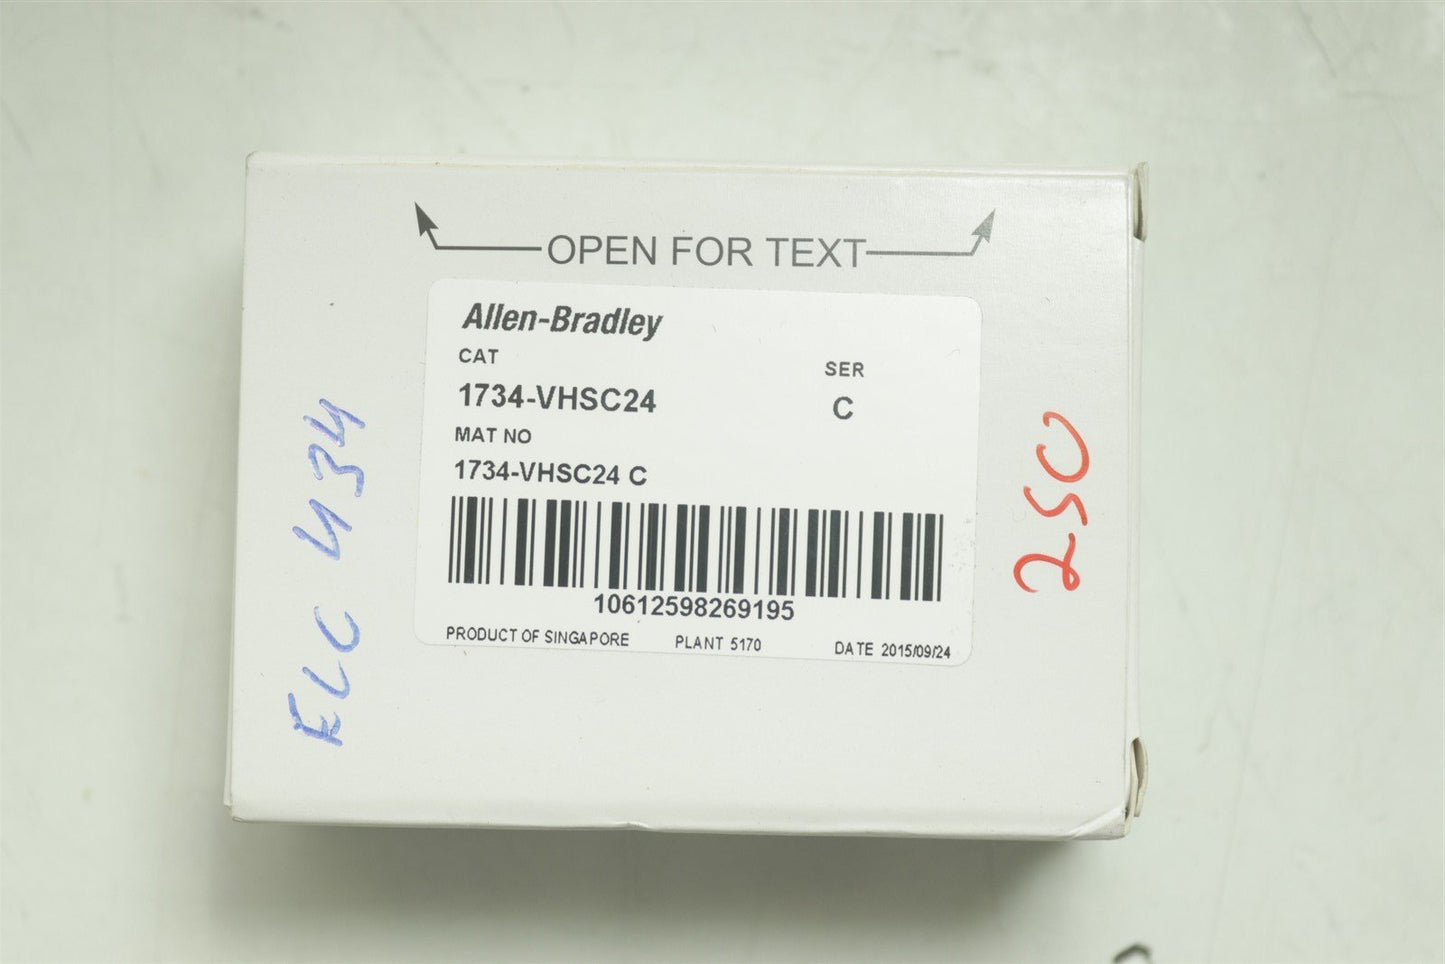 OPEN FOR TEXT
Allen-Bradley
CAT
SER
1734-VHSC24
C
MAT NO
1734-VHSC24 C
10612598269195
PRODUCT OF SINGAPORE PLANT 5170 DATE 2015/09/24
ELC 434
250